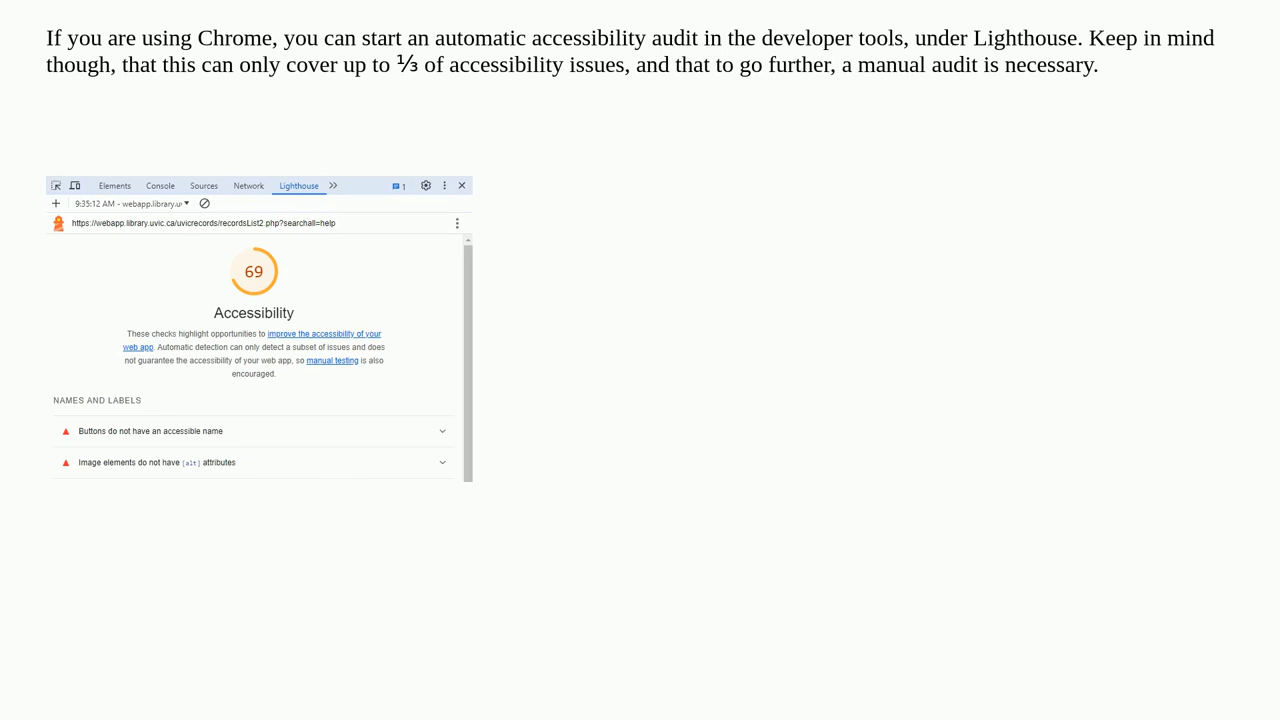 If you are using Chrome, you can start an automatic accessibility audit in the developer tools, under Lighthouse. Keep in mind
though, that this can only cover up to ⅓ of accessibility issues, and that to go further, a manual audit is necessary.
Elements Console Sources Network Lighthouse 1
9:35:12 AM - webapp.library.u
https://webapp.library.uvic.ca/uvicrecords/recordsList2.php?searchall=help
69
Accessibility
These checks highlight opportunities to improve the accessibility of your
web app. Automatic detection can only detect a subset of issues and does
not guarantee the accessibility of your web app, so manual testing is also
encouraged.
NAMES AND LABELS
Buttons do not have an accessible name
Image elements do not have [alt] attributes